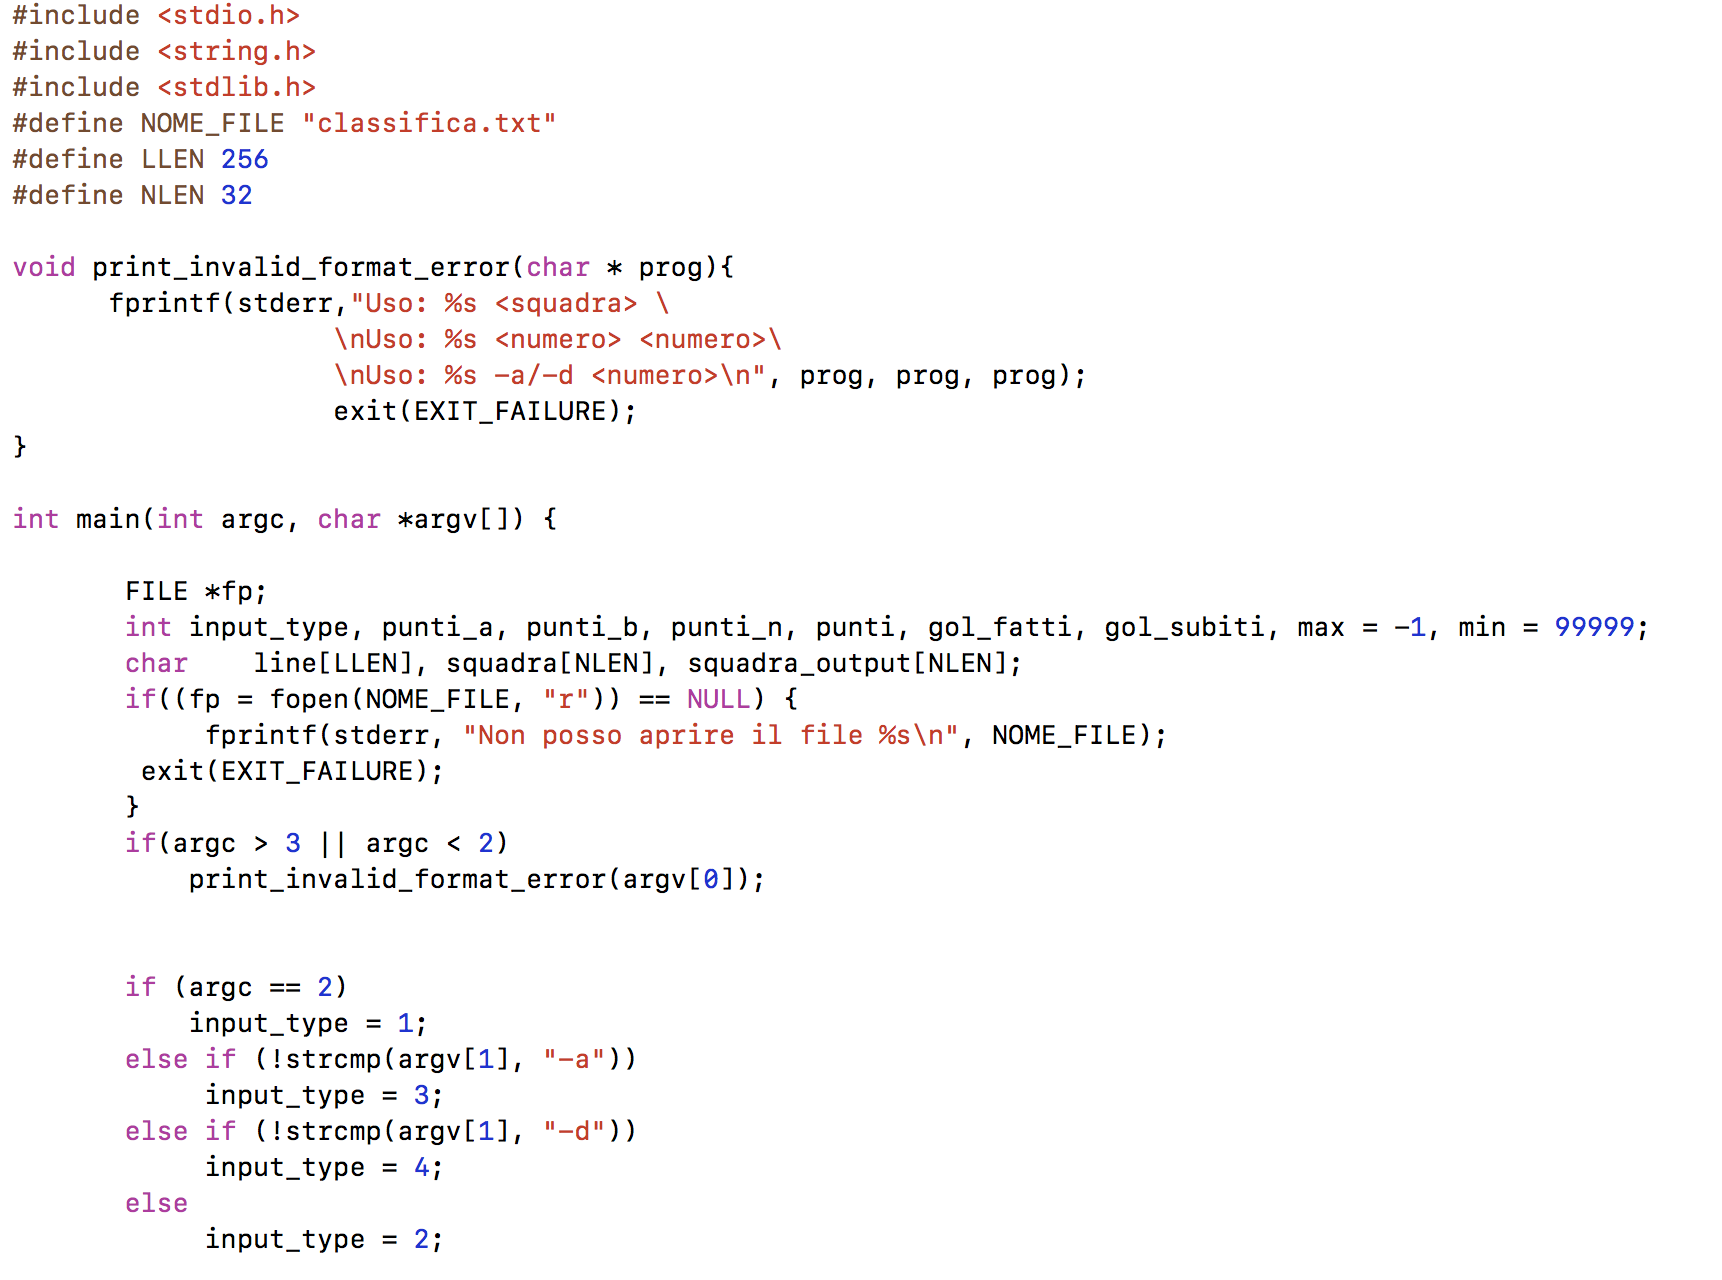 #include <stdio.h>
#include <string.h>
#include <stdlib.h>
#define NOME_FILE "classifica.txt"
#define LLEN 256
#define NLEN 32

void print_invalid_format_error(char * prog){
      fprintf(stderr,"Uso: %s <squadra> \
                    \nUso: %s <numero> <numero>\
                    \nUso: %s -a/-d <numero>\n", prog, prog, prog);
                    exit(EXIT_FAILURE);
}

int main(int argc, char *argv[]) {

       FILE *fp;
       int input_type, punti_a, punti_b, punti_n, punti, gol_fatti, gol_subiti, max = -1, min = 99999;
       char    line[LLEN], squadra[NLEN], squadra_output[NLEN];
       if((fp = fopen(NOME_FILE, "r")) == NULL) {
            fprintf(stderr, "Non posso aprire il file %s\n", NOME_FILE);
        exit(EXIT_FAILURE);
       }
       if(argc > 3 || argc < 2)
           print_invalid_format_error(argv[0]);


       if (argc == 2)
           input_type = 1;
       else if (!strcmp(argv[1], "-a"))
            input_type = 3;
       else if (!strcmp(argv[1], "-d"))
            input_type = 4;
       else
            input_type = 2;